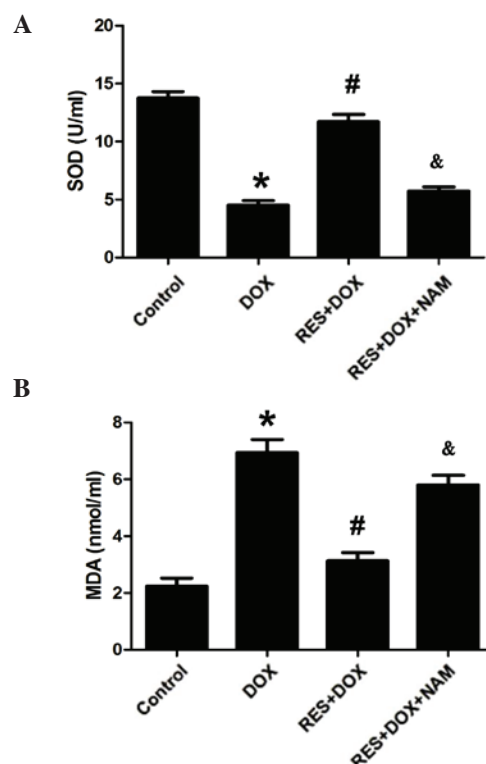 A
15
#
10
SOD (U/ml)
*
&
5
0
Control
DOX
RES+DOX
RES+DOX+NAM
B
8
*
&
6
MDA (nmol/ml)
4
#
2
0
Control
DOX
RES+DOX
RES+DOX+NAM